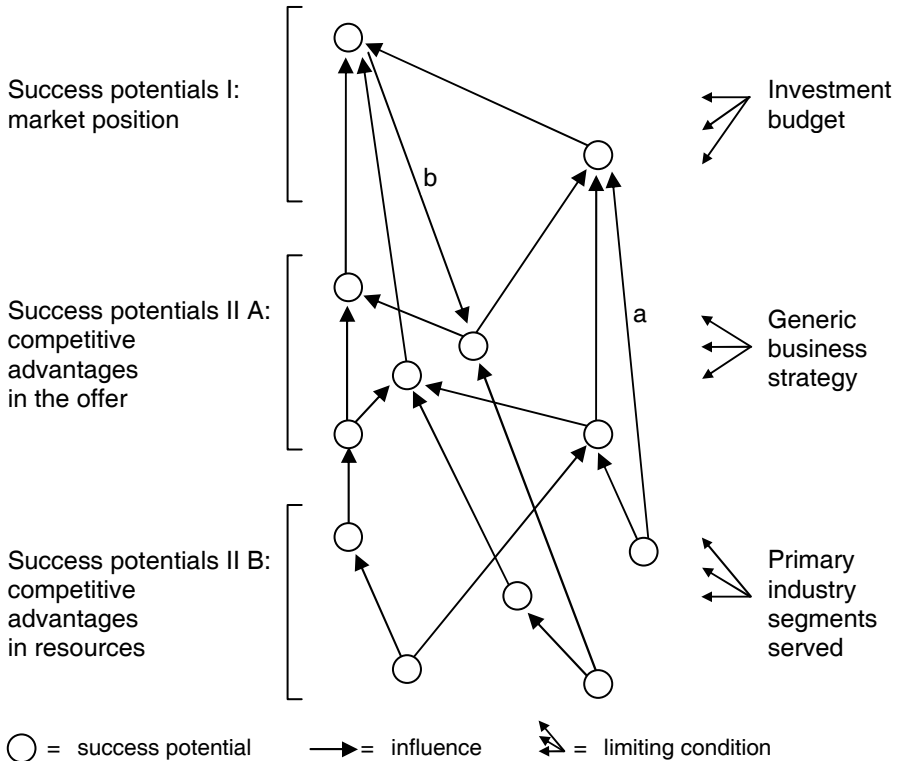 Success potentials I:
market position
Investment
budget
b
Success potentials II A:
competitive
advantages
in the offer
a
Generic
business
strategy
Success potentials II B:
competitive
advantages
in resources
Primary
industry
segments
served
= success potential
= influence
= limiting condition